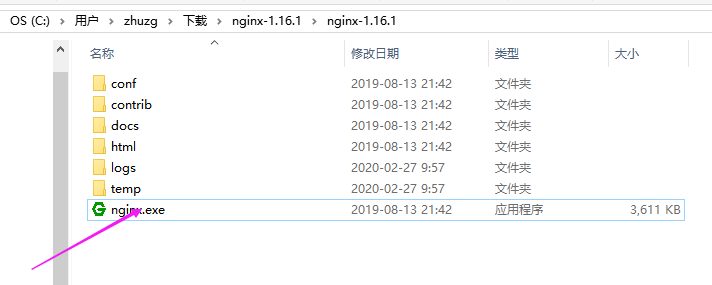 OS (C:) > 用户 > zhuzg > 下载 > nginx-1.16.1 > nginx-1.16.1
名称 修改日期 类型 大小
conf 2019-08-13 21:42 文件夹
contrib 2019-08-13 21:42 文件夹
docs 2019-08-13 21:42 文件夹
html 2019-08-13 21:42 文件夹
logs 2020-02-27 9:57 文件夹
temp 2020-02-27 9:57 文件夹
nginx.exe 2019-08-13 21:42 应用程序 3,611 KB